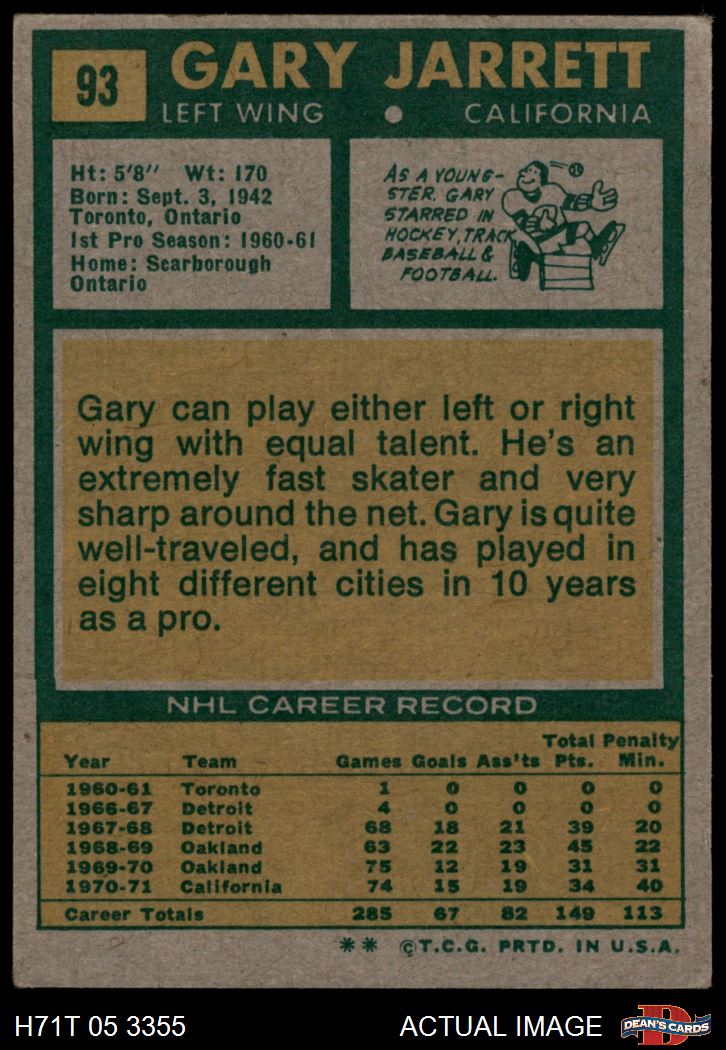 93
GARY JARRETT
LEFT WING ● CALIFORNIA
Ht: 5'8" Wt: 170
Born: Sept. 3, 1942
Toronto, Ontario
1st Pro Season: 1960-61
Home: Scarborough
Ontario
AS A YOUNG-
STER, GARY
STARRED IN
HOCKEY, TRACK
BASEBALL &
FOOTBALL.
Gary can play either left or right
wing with equal talent. He's an
extremely fast skater and very
sharp around the net. Gary is quite
well-traveled, and has played in
eight different cities in 10 years
as a pro.
NHL CAREER RECORD
Total Penalty
Year Team Games Goals Ass'ts Pts. Min.
1960-61 Toronto 1 0 0 0 0
1966-67 Detroit 4 0 0 0 0
1967-68 Detroit 68 18 21 39 20
1968-69 Oakland 63 22 23 45 22
1969-70 Oakland 75 12 19 31 31
1970-71 California 74 15 19 34 40
Career Totals 285 67 82 149 113
** ©T.C.G. PRTD. IN U.S.A.
H71T 05 3355 ACTUAL IMAGE
D
DEAN'S CARDS